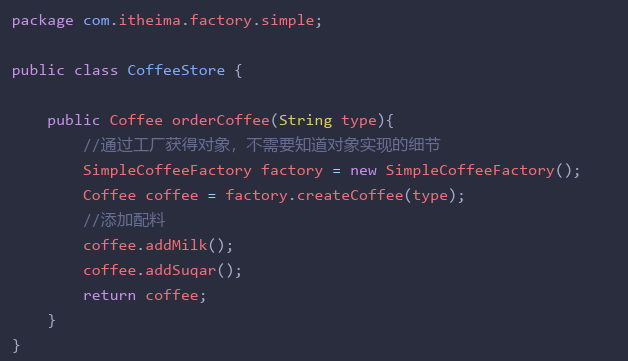 package com.itheima.factory.simple;
public class CoffeeStore {
public Coffee orderCoffee(String type){
//通过工厂获得对象，不需要知道对象实现的细节
SimpleCoffeeFactory factory = new SimpleCoffeeFactory();
Coffee coffee = factory.createCoffee(type);
//添加配料
coffee.addMilk();
coffee.addSuqar();
return coffee;
}
}